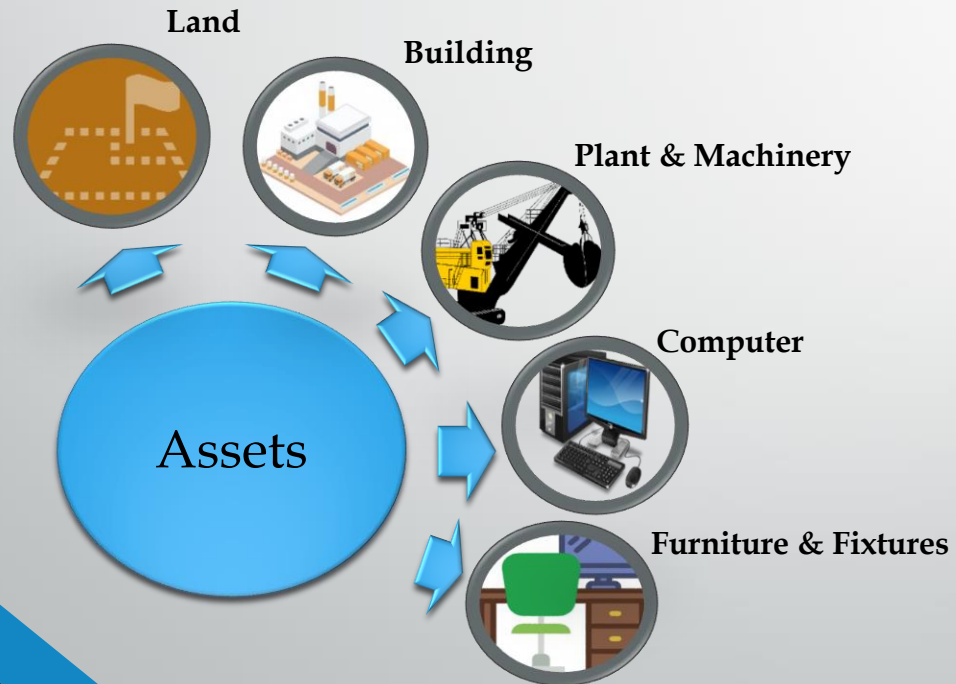 Land
Building
Plant & Machinery
Computer
Assets
Furniture & Fixtures